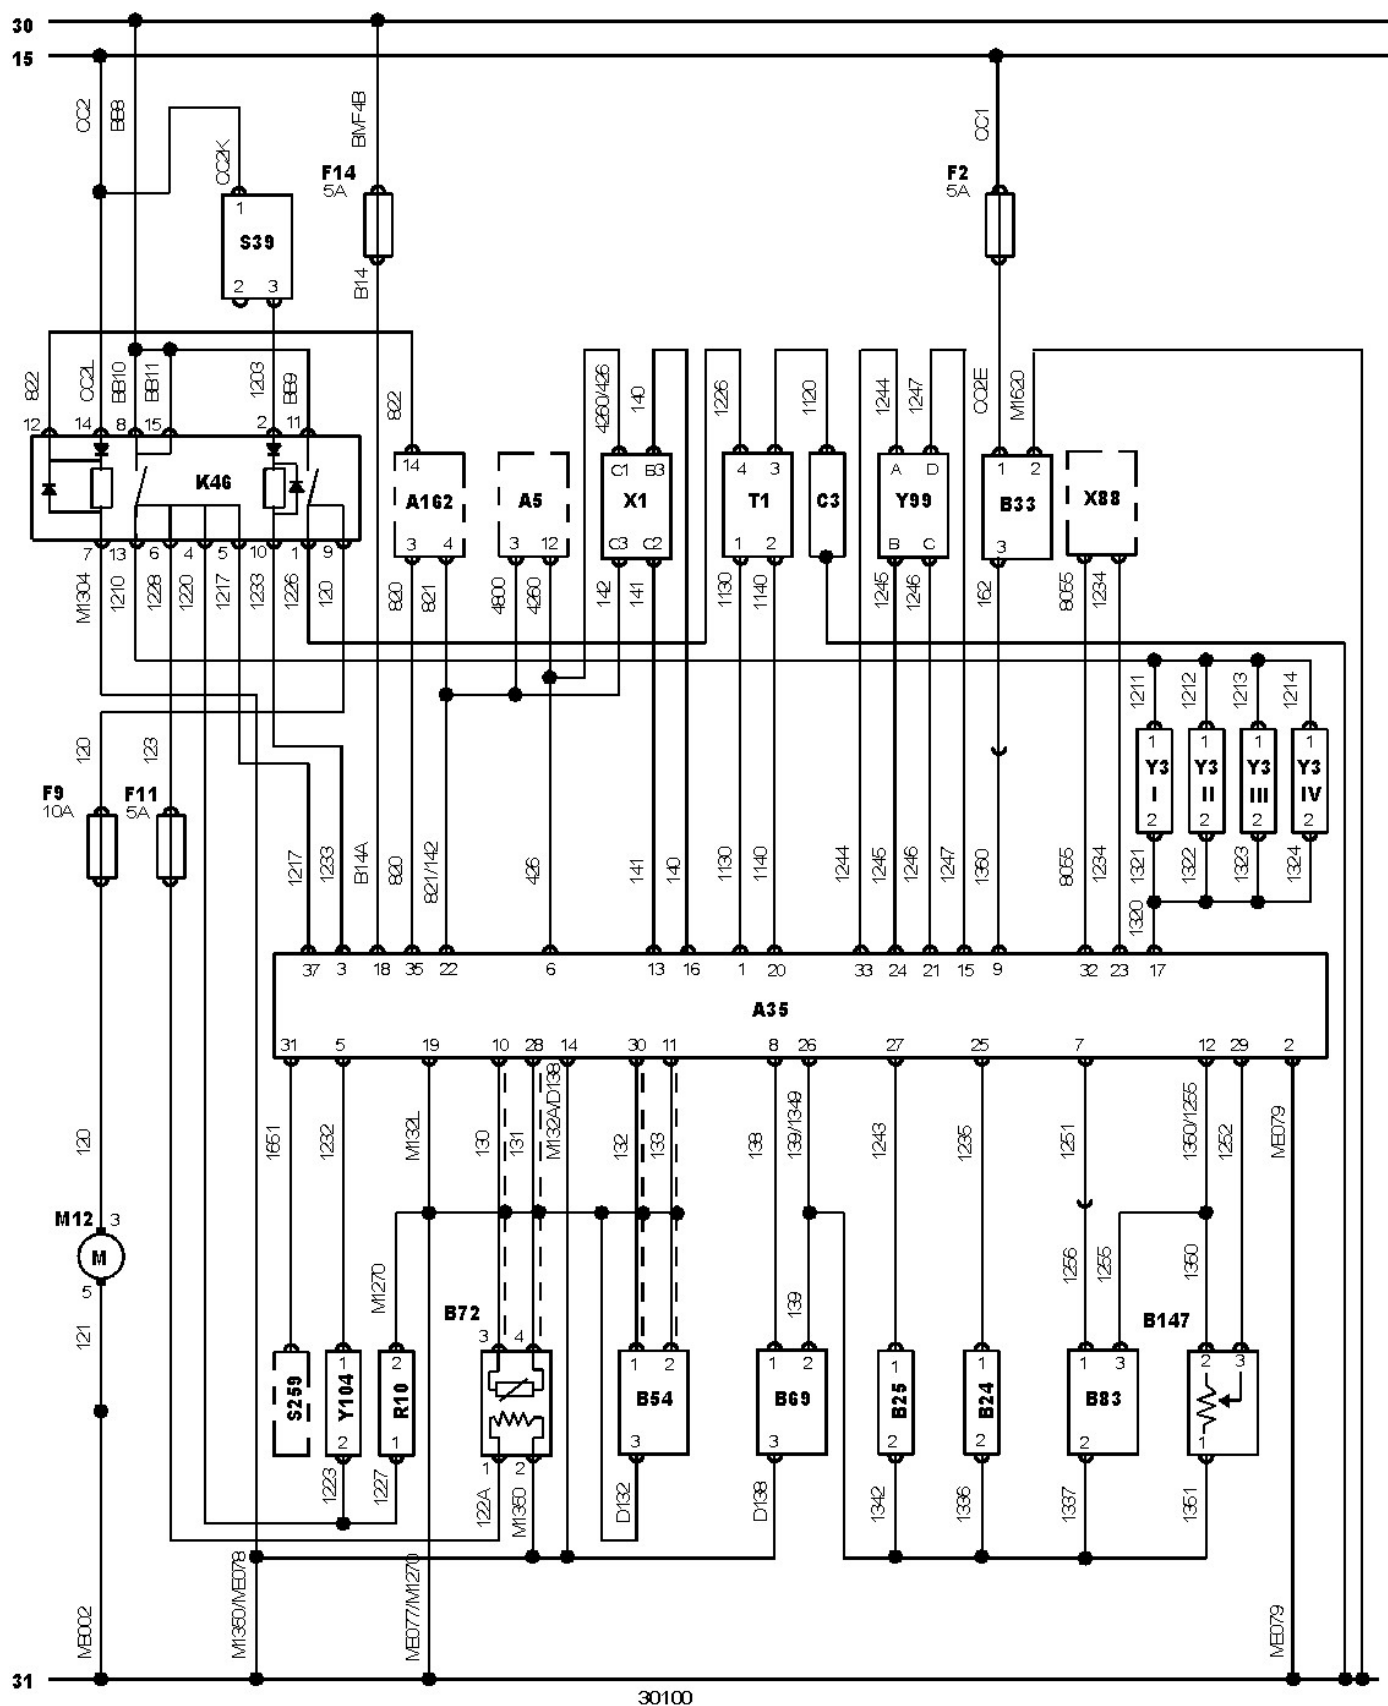 30
15
CC2
BB8
CC2K
BMF4B
CC1
F14
5A
F2
5A
1
S39
2 3
B14
822
CC2L
BB10
BB11
1203
BB9
822
4260/426
140
1226
1120
1244
1247
CC2E
M1620
12 14 8 15 2 11
K46
7 13 6 4 5 10 1 9
14
A162
3 4
A5
3 12
C1 B3
X1
C3 C2
4 3
T1
1 2
C3
A D
Y99
B C
1 2
B33
3
X88
M1304
1210
1228
1220
1217
1233
1226
120
820
821
4800
4260
142
141
1130
1140
1245
1246
162
8055
1234
1211
1212
1213
1214
120
123
F9
10A
F11
5A
1 1 1 1
Y3 Y3 Y3 Y3
I II III IV
2 2 2 2
1217
1233
B14A
820
821/142
426
141
140
1130
1140
1244
1245
1246
1247
1350
8055
1234
1321
1322
1323
1324
1320
37 3 18 35 22 6 13 16 1 20 33 24 21 15 9 32 23 17
A35
31 5 19 10 28 14 30 11 8 26 27 25 7 12 29 2
120
1651
1232
M132L
130
131
M132A/D138
132
133
138
139/1349
1243
1235
1251
1350/1255
1252
ME079
M12 3
M
5
121
M1270
139
1256
1255
1350
B72
3 4
1 2
B147
2 3
1
S259
1
Y104
2
2
R10
1
1 2
B54
3
1 2
B69
3
1
B25
2
1
B24
2
1 3
B83
2
1223
1227
122A
M1350
D132
D138
1342
1336
1337
1351
ME002
M1350/ME078
ME077/M1270
ME079
31
30100